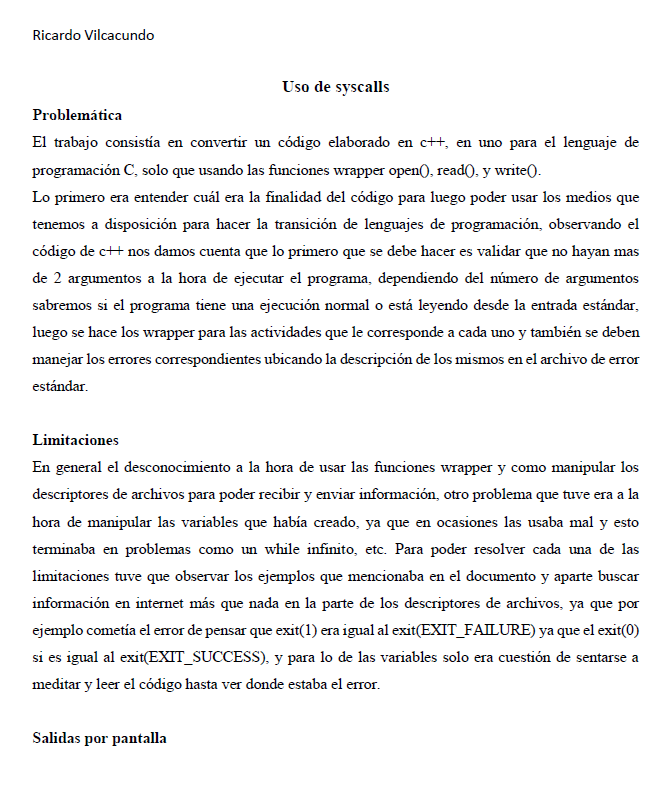 Ricardo Vilcacundo
Uso de syscalls
Problemática
El trabajo consistía en convertir un código elaborado en c++, en uno para el lenguaje de
programación C, solo que usando las funciones wrapper open(), read(), y write().
Lo primero era entender cuál era la finalidad del código para luego poder usar los medios que
tenemos a disposición para hacer la transición de lenguajes de programación, observando el
código de c++ nos damos cuenta que lo primero que se debe hacer es validar que no hayan mas
de 2 argumentos a la hora de ejecutar el programa, dependiendo del número de argumentos
sabremos si el programa tiene una ejecución normal o está leyendo desde la entrada estándar,
luego se hace los wrapper para las actividades que le corresponde a cada uno y también se deben
manejar los errores correspondientes ubicando la descripción de los mismos en el archivo de error
estándar.
Limitaciones
En general el desconocimiento a la hora de usar las funciones wrapper y como manipular los
descriptores de archivos para poder recibir y enviar información, otro problema que tuve era a la
hora de manipular las variables que había creado, ya que en ocasiones las usaba mal y esto
terminaba en problemas como un while infinito, etc. Para poder resolver cada una de las
limitaciones tuve que observar los ejemplos que mencionaba en el documento y aparte buscar
información en internet más que nada en la parte de los descriptores de archivos, ya que por
ejemplo cometía el error de pensar que exit(1) era igual al exit(EXIT_FAILURE) ya que el exit(0)
si es igual al exit(EXIT_SUCCESS), y para lo de las variables solo era cuestión de sentarse a
meditar y leer el código hasta ver donde estaba el error.
Salidas por pantalla